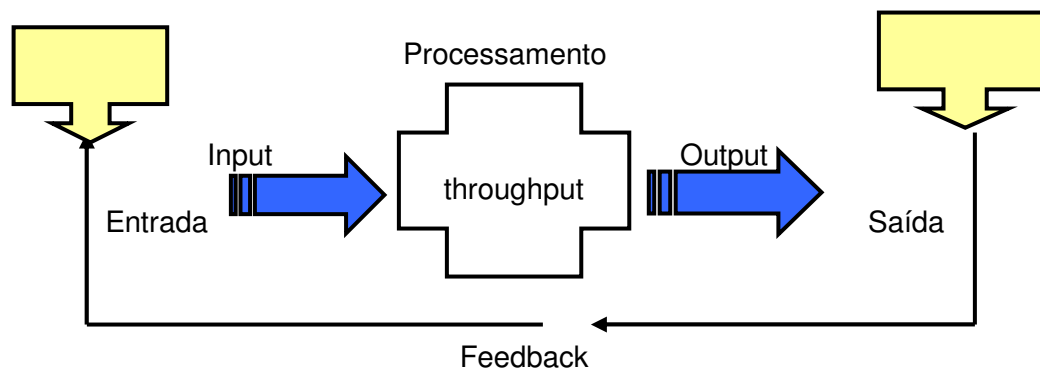 Processamento
Input
throughput
Output
Entrada
Saída
Feedback